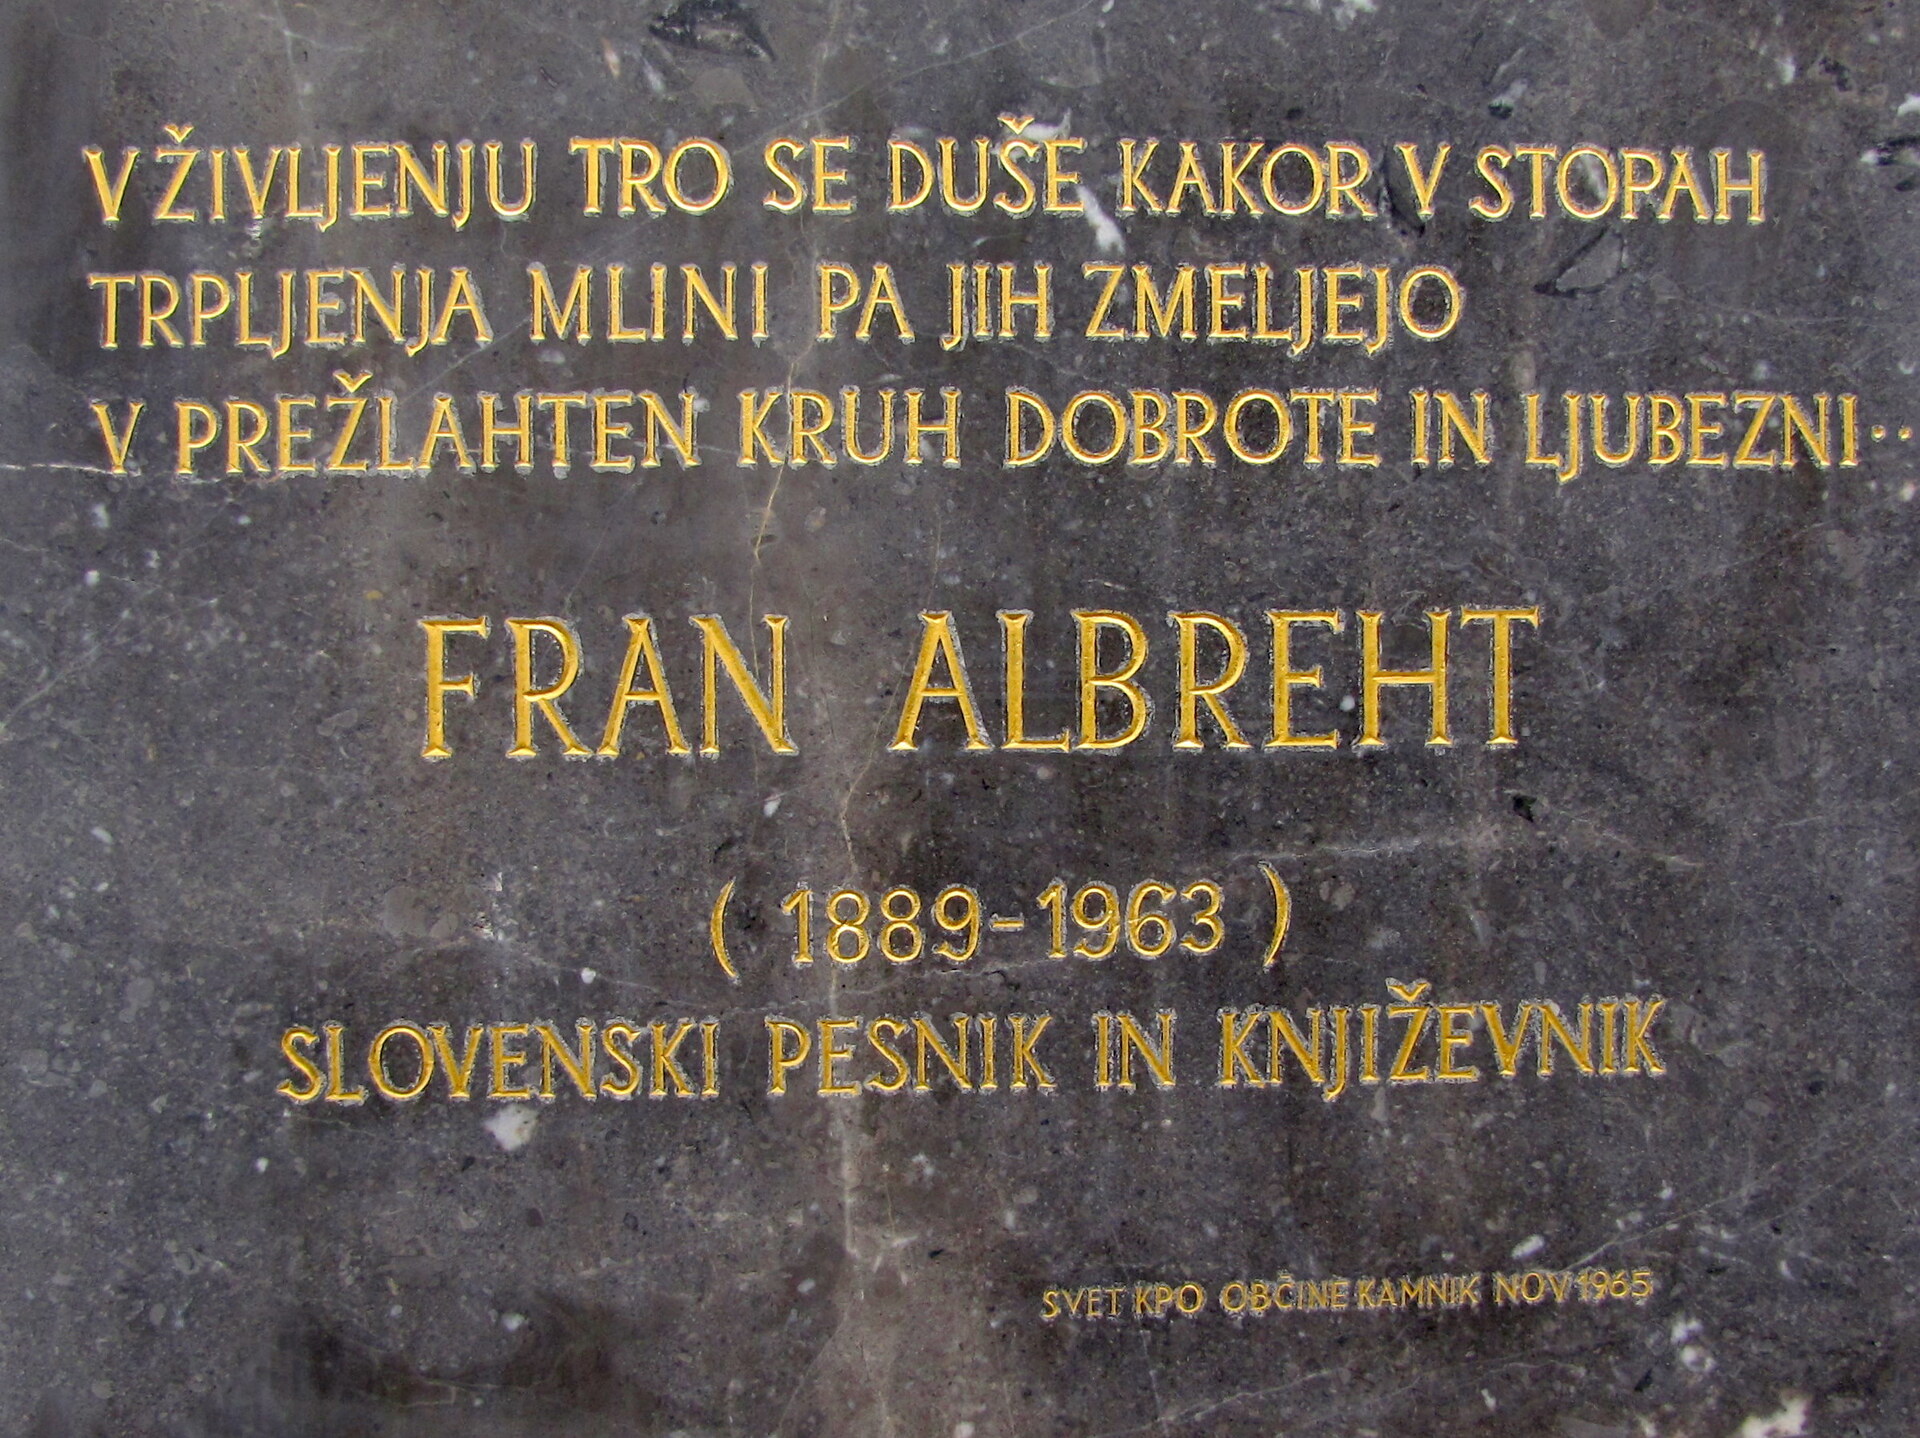 V ŽIVLJENJU TRO SE DUŠE KAKOR V STOPAH
TRPLJENJA MLINI PA JIH ZMELJEJO
V PREŽLAHTEN KRUH DOBROTE IN LJUBEZNI..
FRAN ALBREHT
( 1889-1963 )
SLOVENSKI PESNIK IN KNJIŽEVNIK
SVET KPO OBČINE KAMNIK NOV 1965